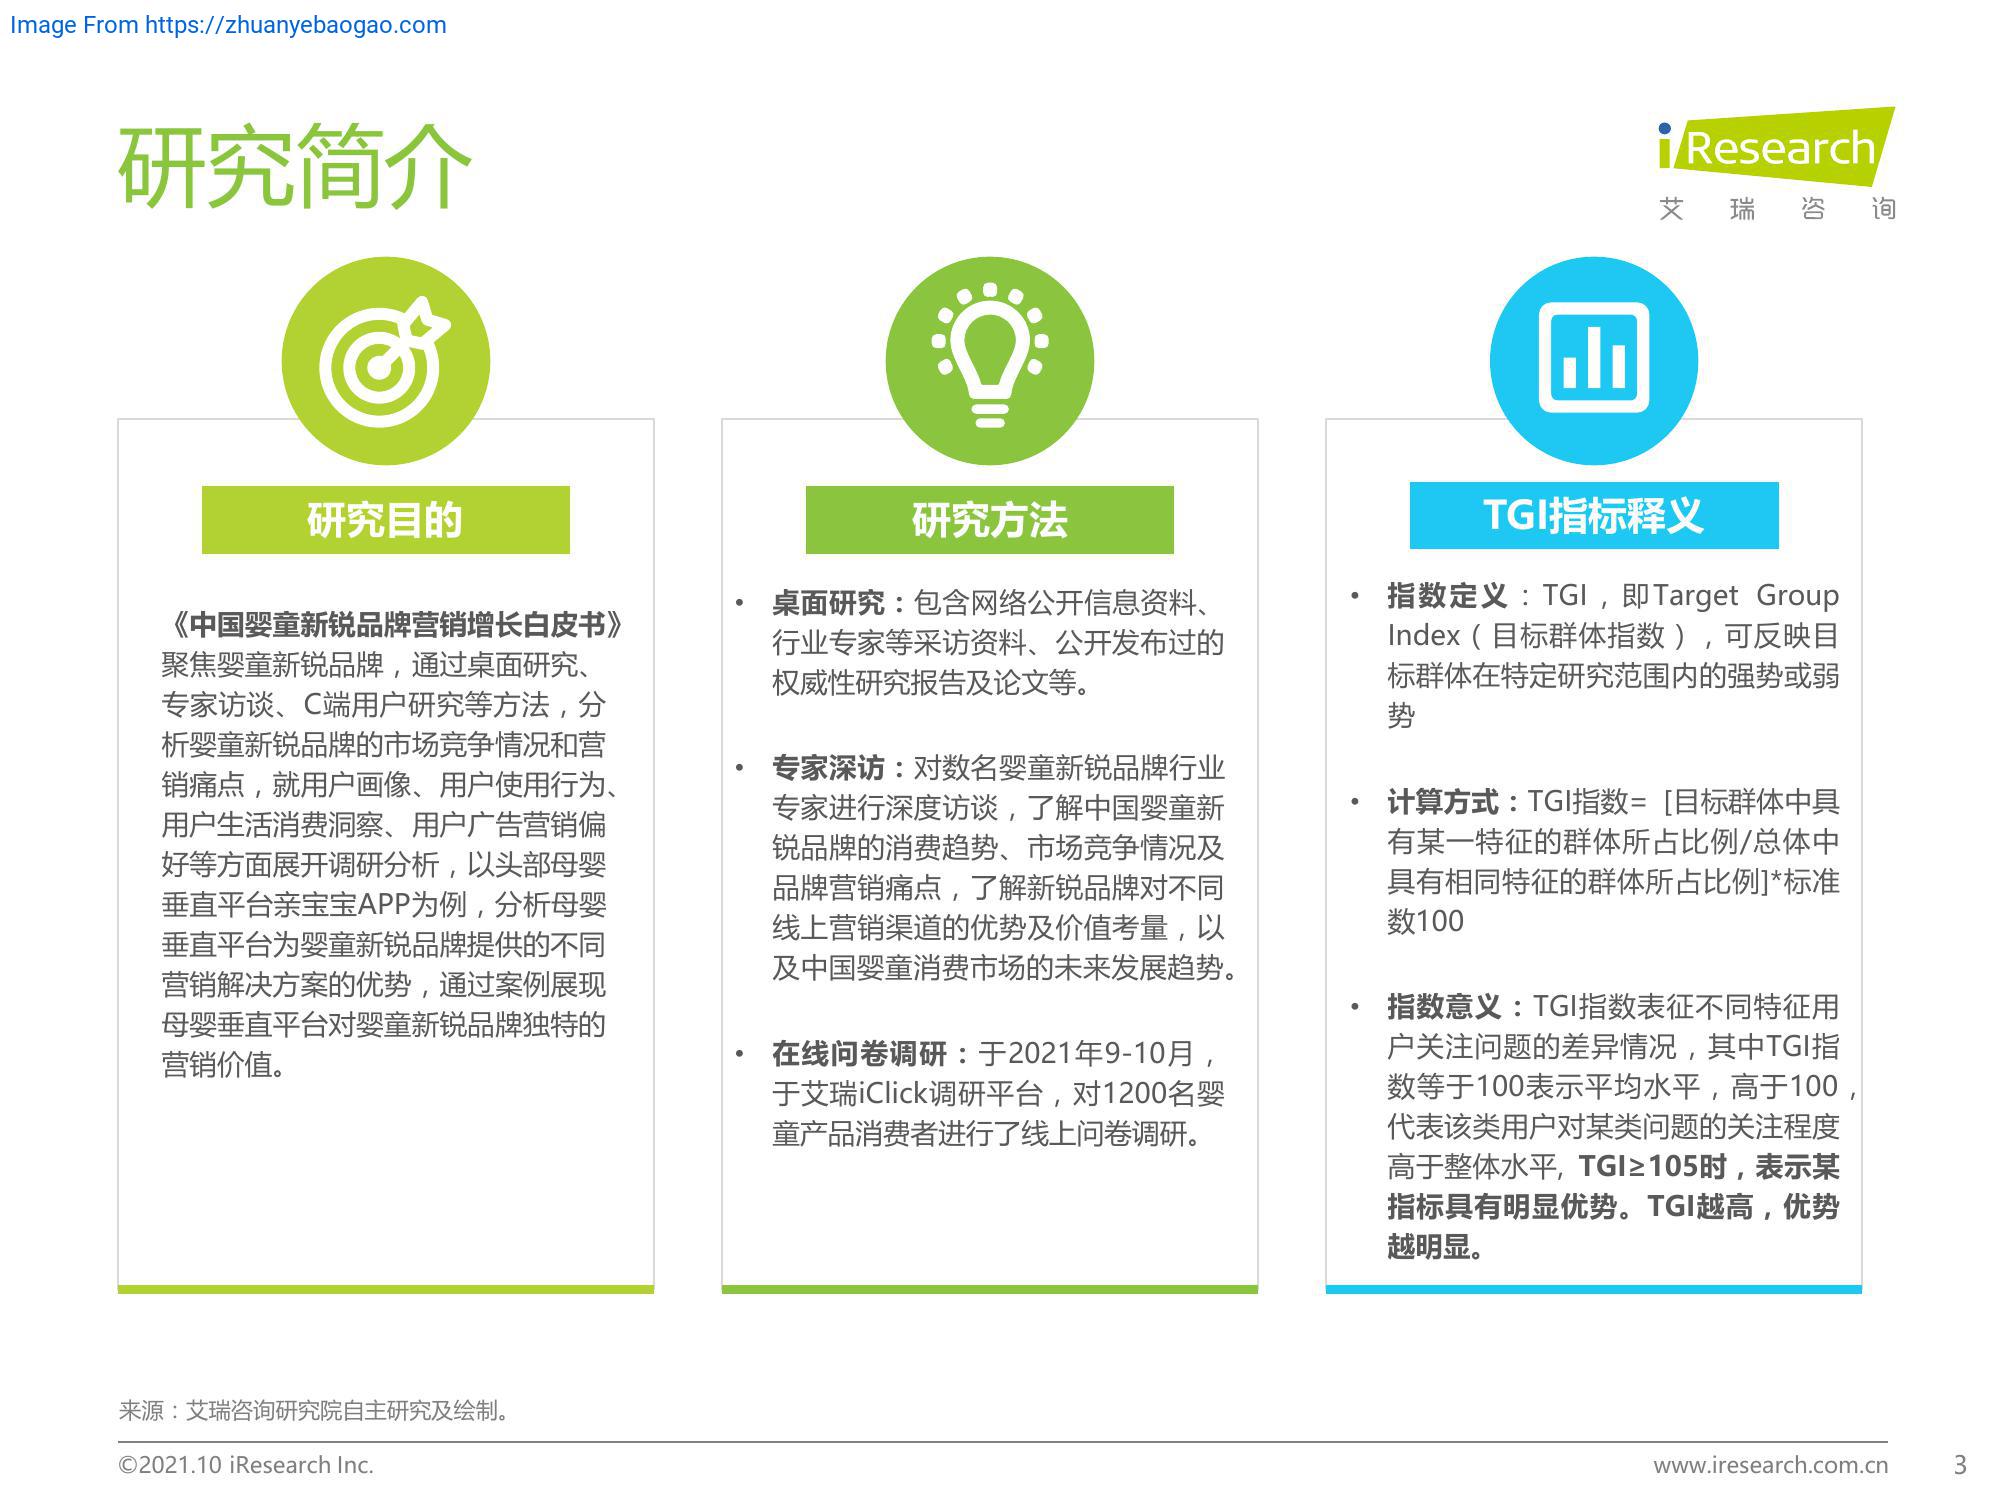 Image From https://zhuanyebaogao.com
研究简介
iResearch
艾瑞咨询
研究目的
《中国婴童新锐品牌营销增长白皮书》
聚焦婴童新锐品牌，通过桌面研究、
专家访谈、C端用户研究等方法，分
析婴童新锐品牌的市场竞争情况和营
销痛点，就用户画像、用户使用行为、
用户生活消费洞察、用户广告营销偏
好等方面展开调研分析，以头部母婴
垂直平台亲宝宝APP为例，分析母婴
垂直平台为婴童新锐品牌提供的不同
营销解决方案的优势，通过案例展现
母婴垂直平台对婴童新锐品牌独特的
营销价值。
研究方法
• 桌面研究：包含网络公开信息资料、
行业专家等采访资料、公开发布过的
权威性研究报告及论文等。
• 专家深访：对数名婴童新锐品牌行业
专家进行深度访谈，了解中国婴童新
锐品牌的消费趋势、市场竞争情况及
品牌营销痛点，了解新锐品牌对不同
线上营销渠道的优势及价值考量，以
及中国婴童消费市场的未来发展趋势。
• 在线问卷调研：于2021年9-10月，
于艾瑞iClick调研平台，对1200名婴
童产品消费者进行了线上问卷调研。
TGI指标释义
• 指数定义：TGI，即Target Group
Index（目标群体指数），可反映目
标群体在特定研究范围内的强势或弱
势
• 计算方式：TGI指数= [目标群体中具
有某一特征的群体所占比例/总体中
具有相同特征的群体所占比例]*标准
数100
• 指数意义：TGI指数表征不同特征用
户关注问题的差异情况，其中TGI指
数等于100表示平均水平，高于100，
代表该类用户对某类问题的关注程度
高于整体水平, TGI≥105时，表示某
指标具有明显优势。TGI越高，优势
越明显。
来源：艾瑞咨询研究院自主研究及绘制。
©2021.10 iResearch Inc.
www.iresearch.com.cn
3